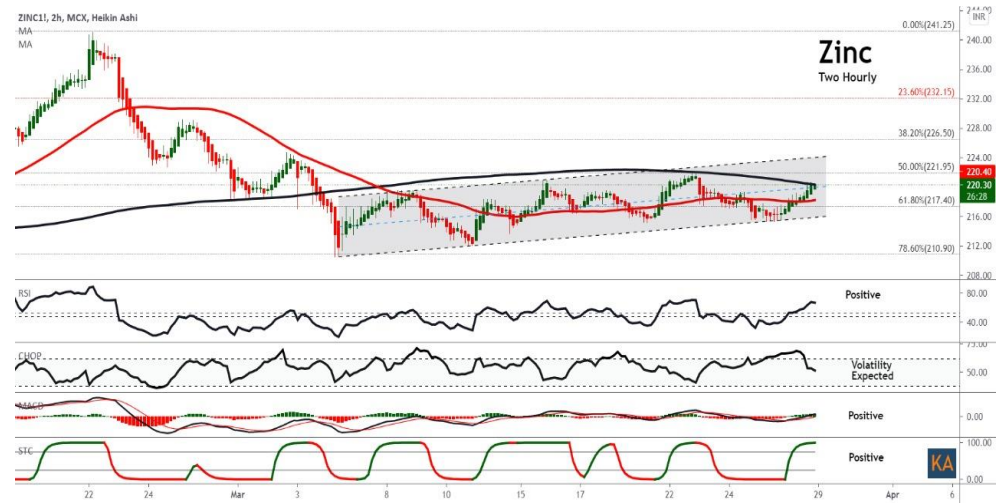 ZINC1!, 2h, MCX, Heikin Ashi
MA
MA
Zinc
Two Hourly
INR
244.00
240.00
236.00
232.00
228.00
224.00
220.40
220.30
26:28
216.00
212.00
208.00
0.00%(241.25)
23.60%(232.15)
38.20%(226.50)
50.00%(221.95)
61.80%(217.40)
78.60%(210.90)
RSI
Positive
80.00
40.00
CHOP
Volatility
Expected
75.00
50.00
MACD
Positive
0.00
STC
Positive
KA
100.00
0.00
22 24 Mar 3 8 10 15 17 22 24 29 Apr 6